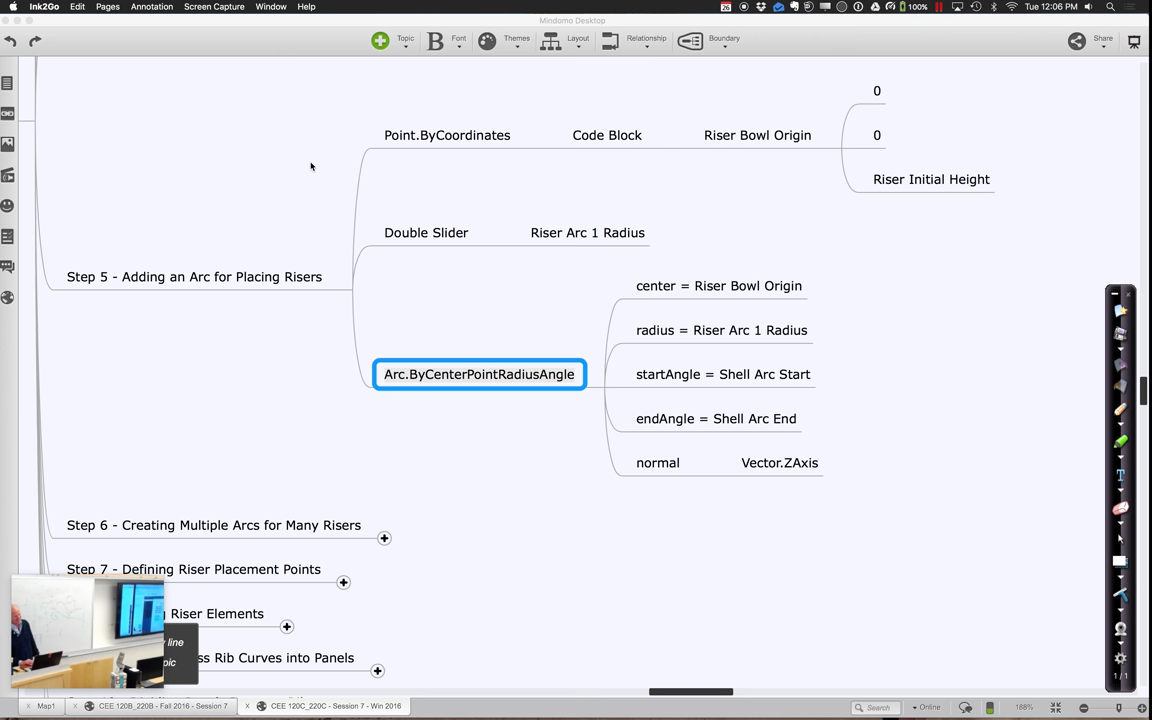 Ink2Go Edit Pages Annotation Screen Capture Window Help
26 100% Tue 12:06 PM
Mindomo Desktop
Topic Font Themes Layout Relationship Boundary Share
0
Point.ByCoordinates Code Block Riser Bowl Origin 0
Riser Initial Height
Double Slider Riser Arc 1 Radius
Step 5 - Adding an Arc for Placing Risers
center = Riser Bowl Origin
radius = Riser Arc 1 Radius
Arc.ByCenterPointRadiusAngle startAngle = Shell Arc Start
endAngle = Shell Arc End
normal Vector.ZAxis
Step 6 - Creating Multiple Arcs for Many Risers
Step 7 - Defining Riser Placement Points
Riser Elements
line
ss Rib Curves into Panels
pic
1 / 1
x Map1 x CEE 120B_220B - Fall 2016 - Session 7 x CEE 120C_220C - Session 7 - Win 2016 Search Online 188%